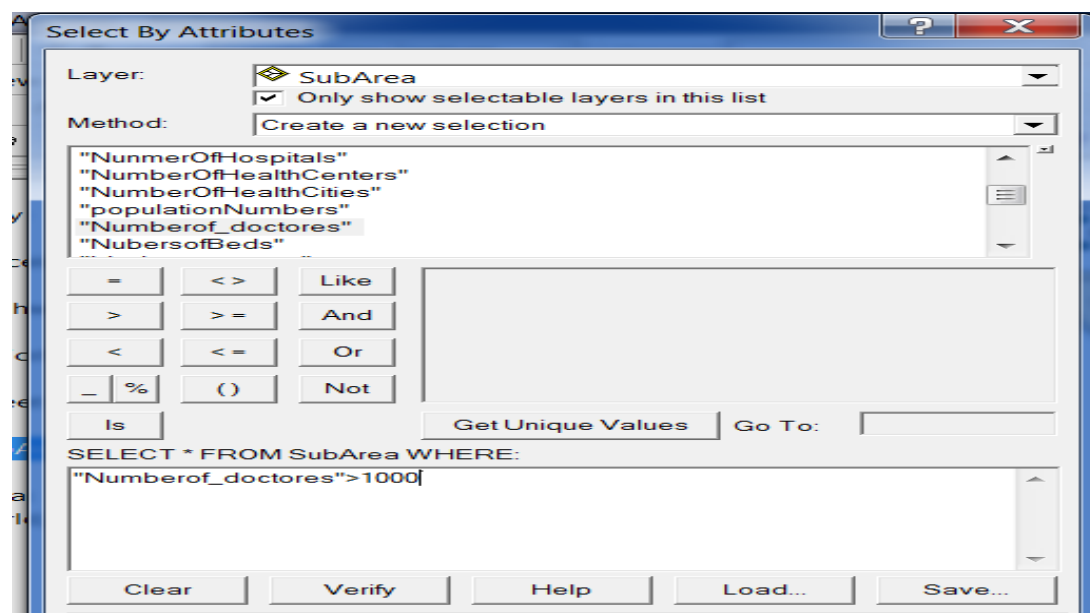 Select By Attributes
?
X
Layer:
SubArea
Only show selectable layers in this list
Method:
Create a new selection
"NunmerOfHospitals"
"NumberOfHealthCenters"
"NumberOfHealthCities"
"populationNumbers"
"Numberof_doctores"
"NubersofBeds"
= <> Like
> >= And
< <= Or
_ % () Not
Is Get Unique Values Go To:
SELECT * FROM SubArea WHERE:
"Numberof_doctores">1000
Clear Verify Help Load... Save...